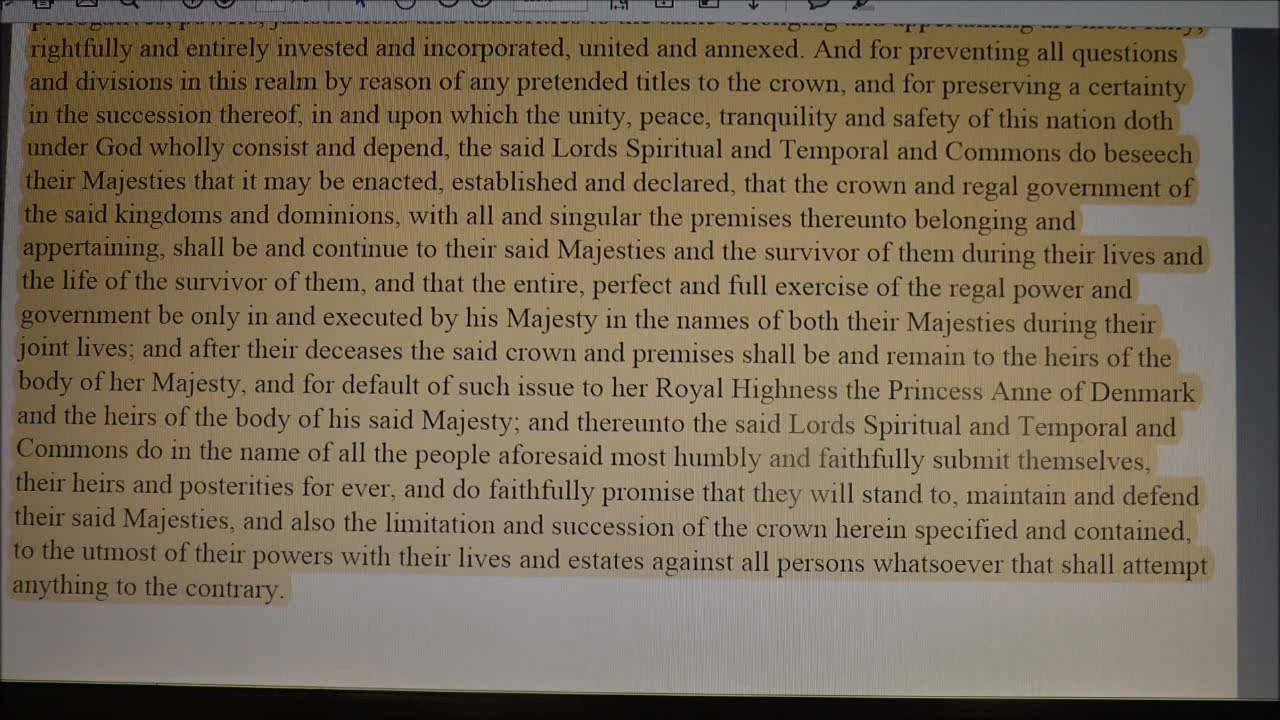 rightfully and entirely invested and incorporated, united and annexed. And for preventing all questions
and divisions in this realm by reason of any pretended titles to the crown, and for preserving a certainty
in the succession thereof, in and upon which the unity, peace, tranquility and safety of this nation doth
under God wholly consist and depend, the said Lords Spiritual and Temporal and Commons do beseech
their Majesties that it may be enacted, established and declared, that the crown and regal government of
the said kingdoms and dominions, with all and singular the premises thereunto belonging and
appertaining, shall be and continue to their said Majesties and the survivor of them during their lives and
the life of the survivor of them, and that the entire, perfect and full exercise of the regal power and
government be only in and executed by his Majesty in the names of both their Majesties during their
joint lives; and after their deceases the said crown and premises shall be and remain to the heirs of the
body of her Majesty, and for default of such issue to her Royal Highness the Princess Anne of Denmark
and the heirs of the body of his said Majesty; and thereunto the said Lords Spiritual and Temporal and
Commons do in the name of all the people aforesaid most humbly and faithfully submit themselves,
their heirs and posterities for ever, and do faithfully promise that they will stand to, maintain and defend
their said Majesties, and also the limitation and succession of the crown herein specified and contained,
to the utmost of their powers with their lives and estates against all persons whatsoever that shall attempt
anything to the contrary.